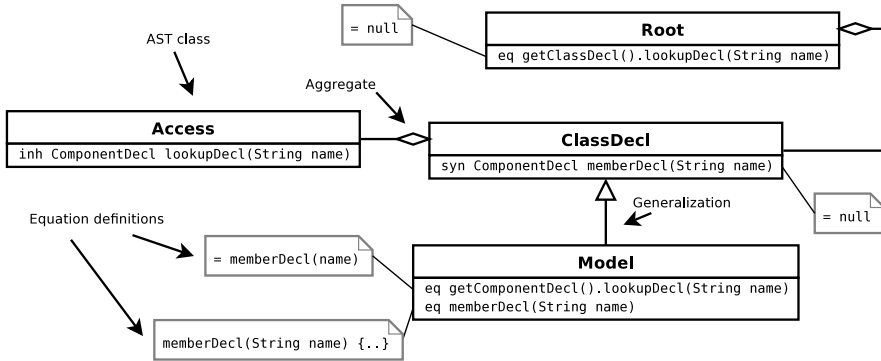 = null
Root
eq getClassDecl().lookupDecl(String name)
AST class
Aggregate
Access
inh ComponentDecl lookupDecl(String name)
ClassDecl
syn ComponentDecl memberDecl(String name)
Generalization
= null
Equation definitions
= memberDecl(name)
Model
eq getComponentDecl().lookupDecl(String name)
eq memberDecl(String name)
memberDecl(String name) {..}